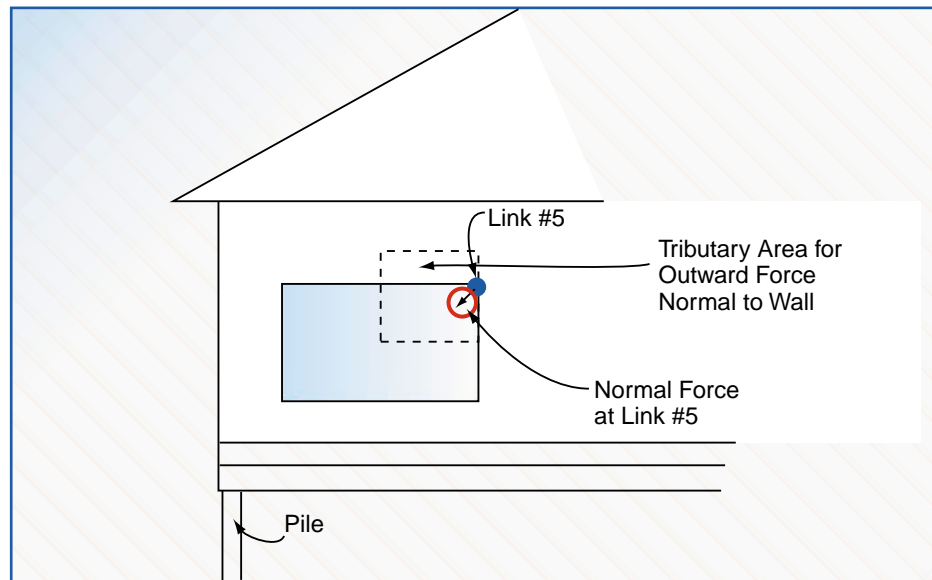 Link #5
Tributary Area for
Outward Force
Normal to Wall
Normal Force
at Link #5
Pile